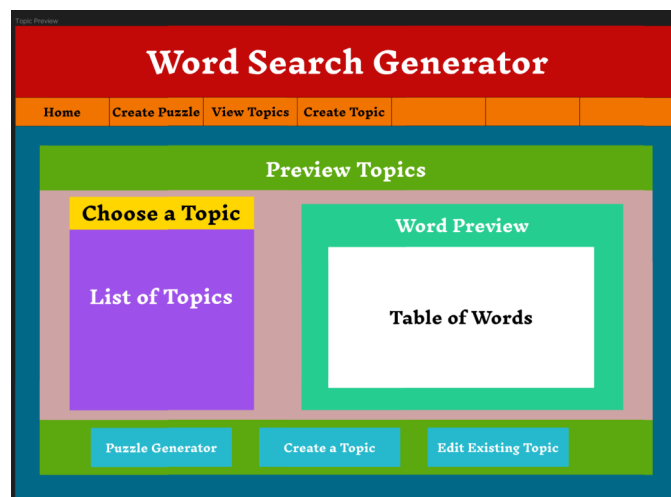 Topic Preview
Word Search Generator
Home Create Puzzle View Topics Create Topic
Preview Topics
Choose a Topic
Word Preview
List of Topics
Table of Words
Puzzle Generator Create a Topic Edit Existing Topic